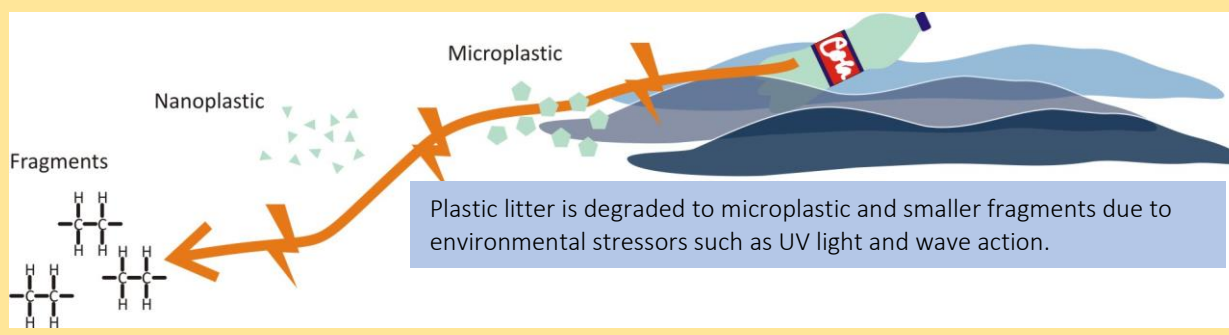 Microplastic
Cola
Nanoplastic
Fragments
H H
C C
H H
H H
C C
H H
H H
C C
H H
Plastic litter is degraded to microplastic and smaller fragments due to
environmental stressors such as UV light and wave action.